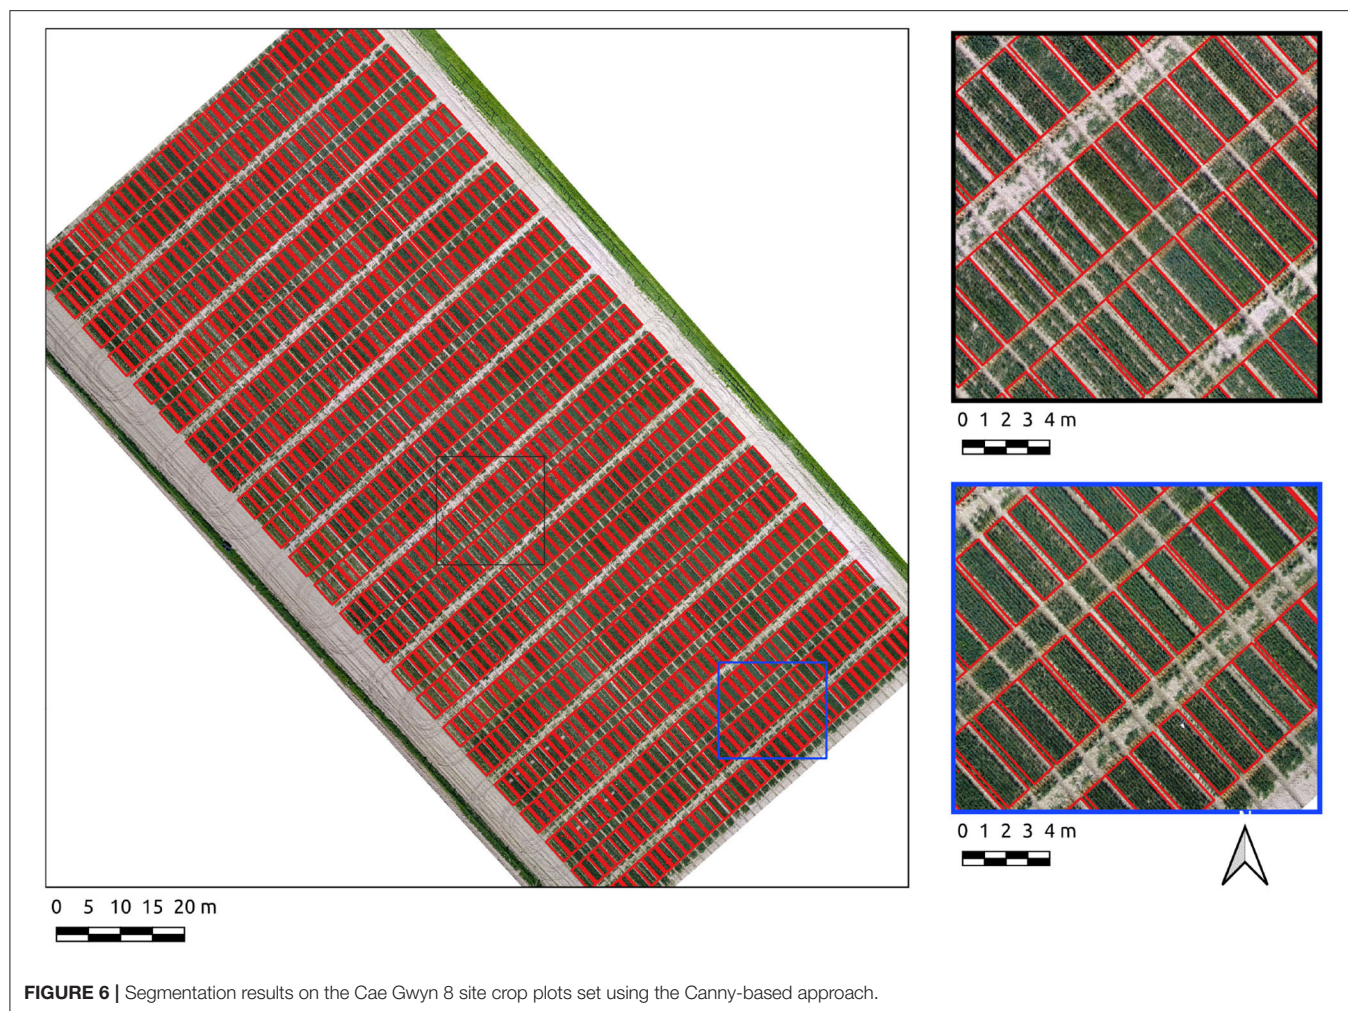 0 1 2 3 4 m
0 1 2 3 4 m
0 5 10 15 20 m
FIGURE 6 | Segmentation results on the Cae Gwyn 8 site crop plots set using the Canny-based approach.